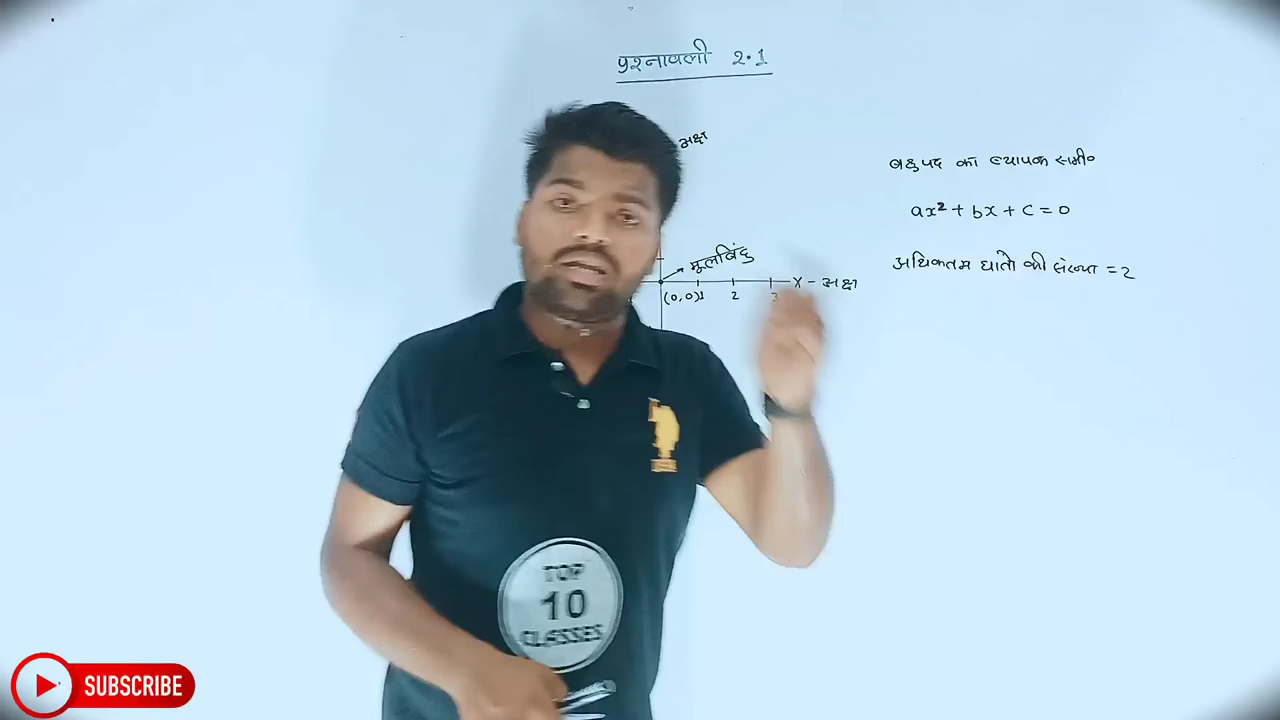 प्रश्नावली 2.1
अक्ष
बहुपद का व्यापक समी०
ax² + bx + c = 0
अधिकतम घातो की संख्या = 2
मूलबिंदु
X - अक्ष
(0,0) 1 2 3
TOP
10
CLASSES
SUBSCRIBE